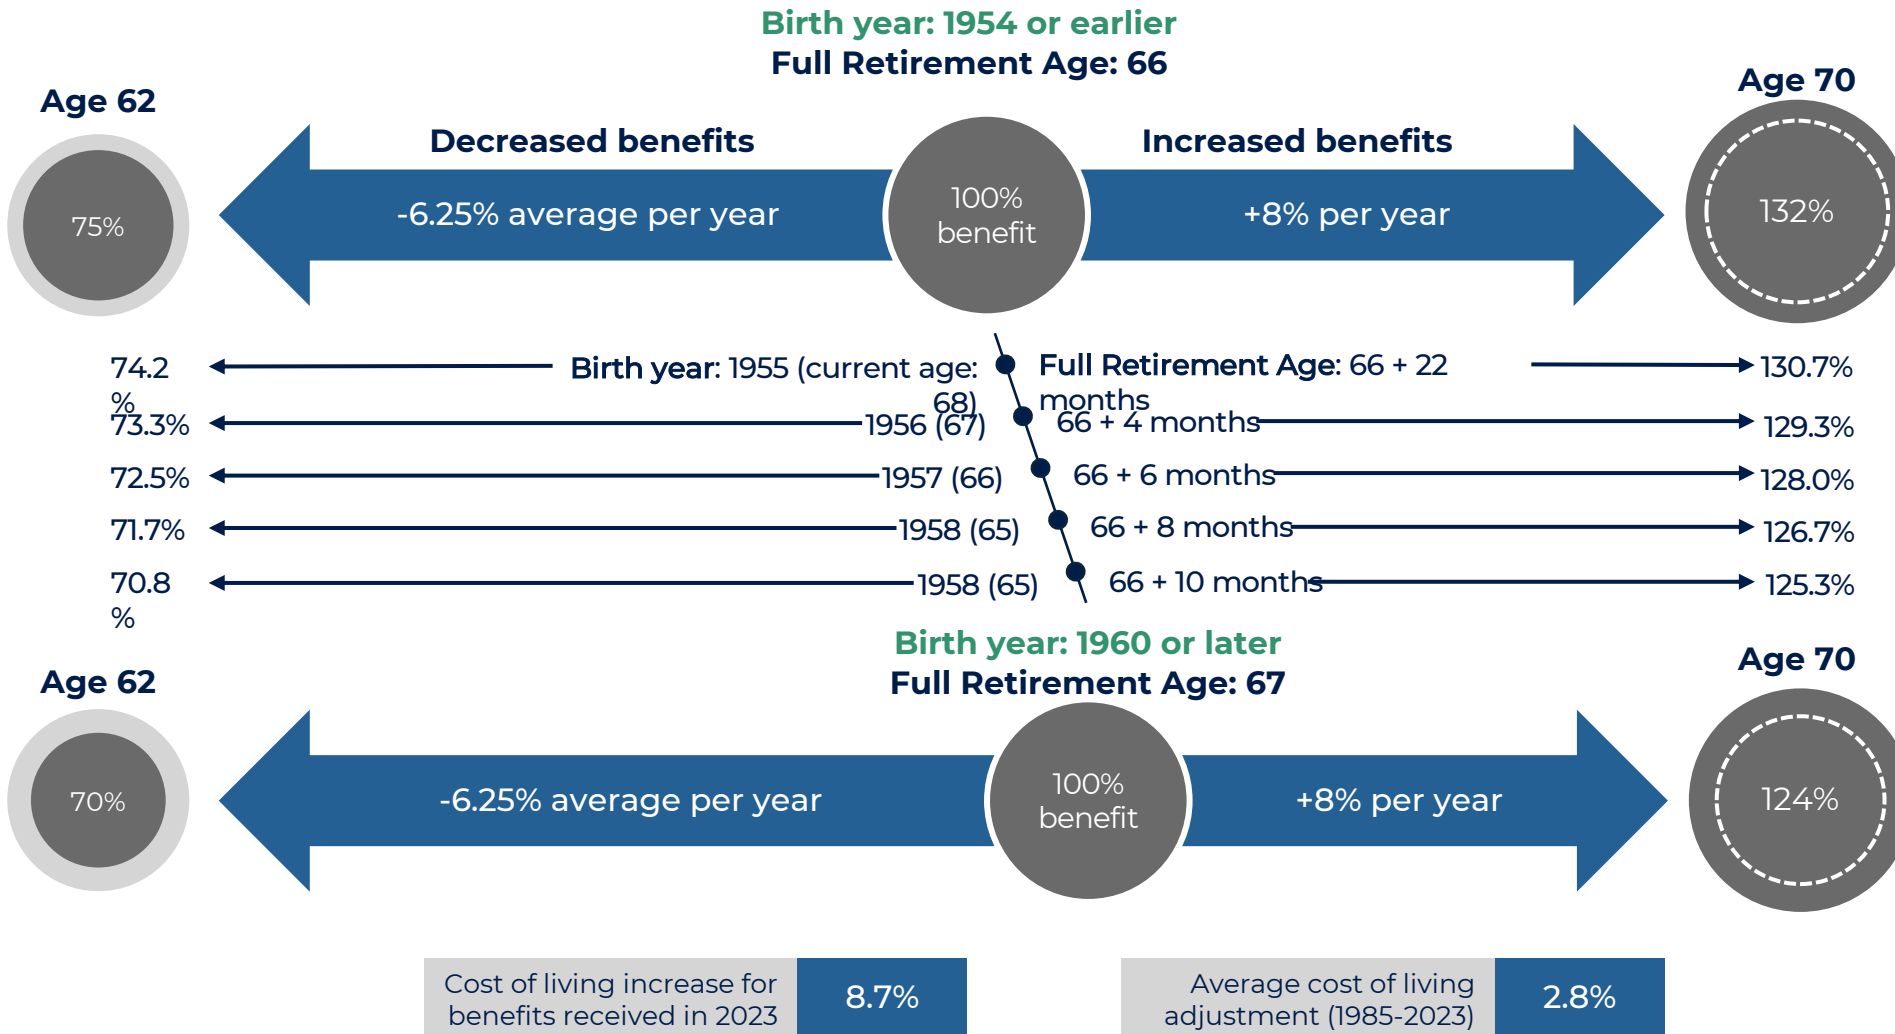 Birth year: 1954 or earlier
Full Retirement Age: 66
Age 62
Age 70
Decreased benefits
Increased benefits
75%
-6.25% average per year
100%
benefit
+8% per year
132%
74.2
%
Birth year: 1955 (current age:
68)
Full Retirement Age: 66 + 22
months
130.7%
73.3%
1956 (67)
66 + 4 months
129.3%
72.5%
1957 (66)
66 + 6 months
128.0%
71.7%
1958 (65)
66 + 8 months
126.7%
70.8
%
1958 (65)
66 + 10 months
125.3%
Birth year: 1960 or later
Full Retirement Age: 67
Age 62
Age 70
70%
-6.25% average per year
100%
benefit
+8% per year
124%
Cost of living increase for
benefits received in 2023
8.7%
Average cost of living
adjustment (1985-2023)
2.8%